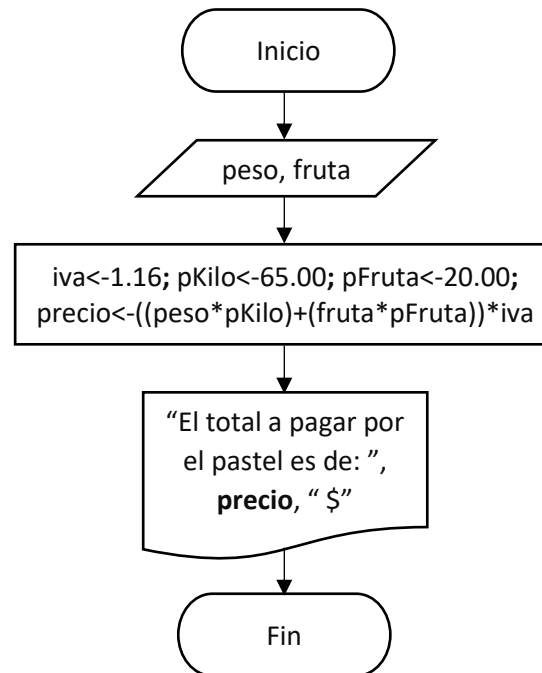 Inicio
peso, fruta
iva<-1.16; pKilo<-65.00; pFruta<-20.00;
precio<-((peso*pKilo)+(fruta*pFruta))*iva
“El total a pagar por
el pastel es de: ”,
precio, “ $”
Fin